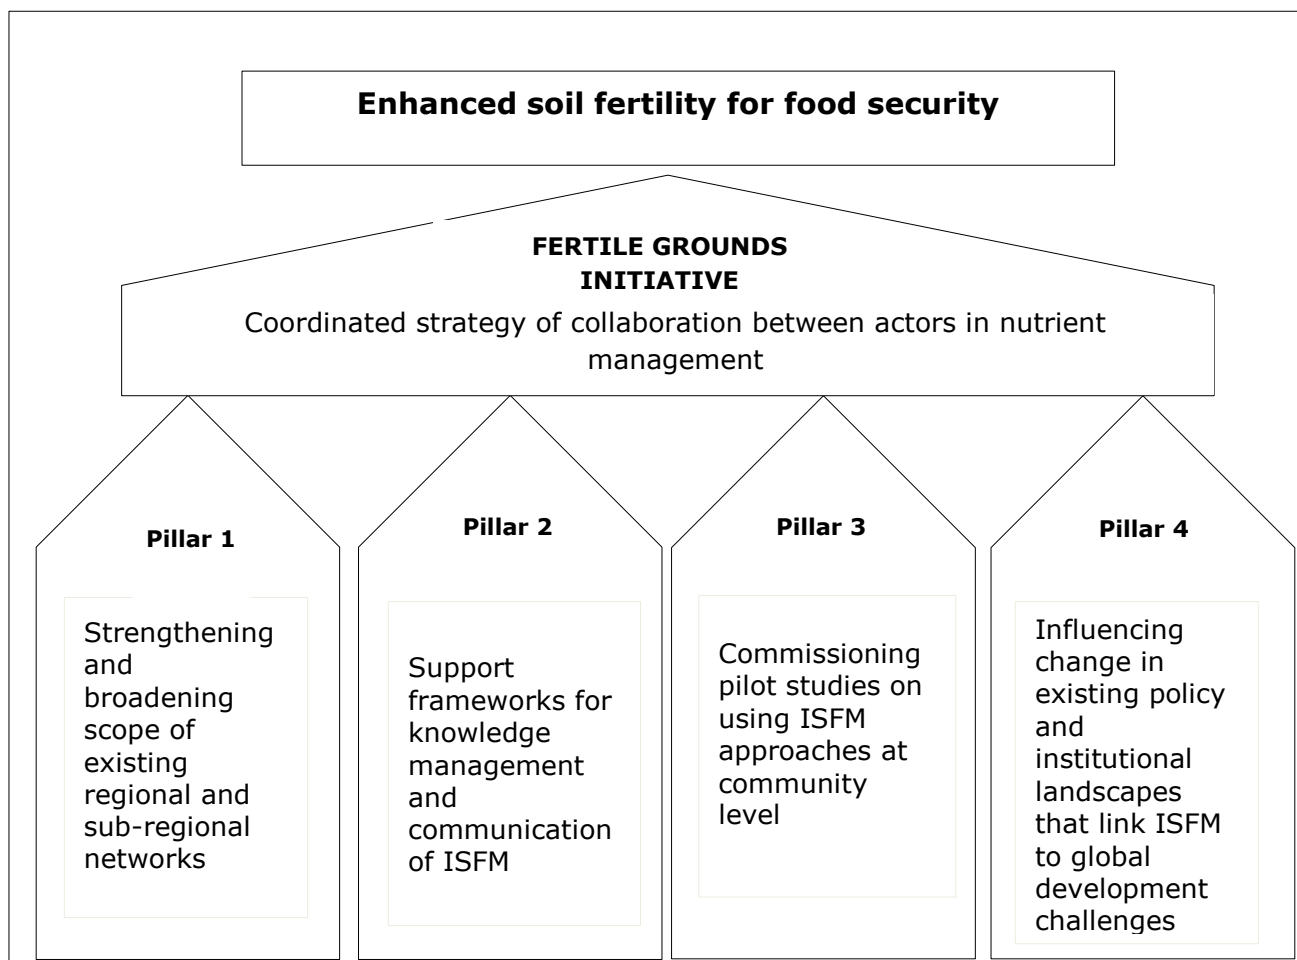 Enhanced soil fertility for food security
FERTILE GROUNDS
INITIATIVE
Coordinated strategy of collaboration between actors in nutrient
management
Pillar 1
Strengthening
and
broadening
scope of
existing
regional and
sub-regional
networks
Pillar 2
Support
frameworks for
knowledge
management
and
communication
of ISFM
Pillar 3
Commissioning
pilot studies on
using ISFM
approaches at
community
level
Pillar 4
Influencing
change in
existing policy
and
institutional
landscapes
that link ISFM
to global
development
challenges